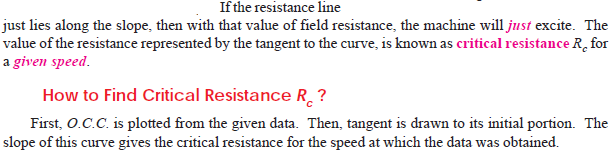 If the resistance line
just lies along the slope, then with that value of field resistance, the machine will just excite. The
value of the resistance represented by the tangent to the curve, is known as critical resistance Rc for
a given speed.
How to Find Critical Resistance Rc ?
First, O.C.C. is plotted from the given data. Then, tangent is drawn to its initial portion. The
slope of this curve gives the critical resistance for the speed at which the data was obtained.